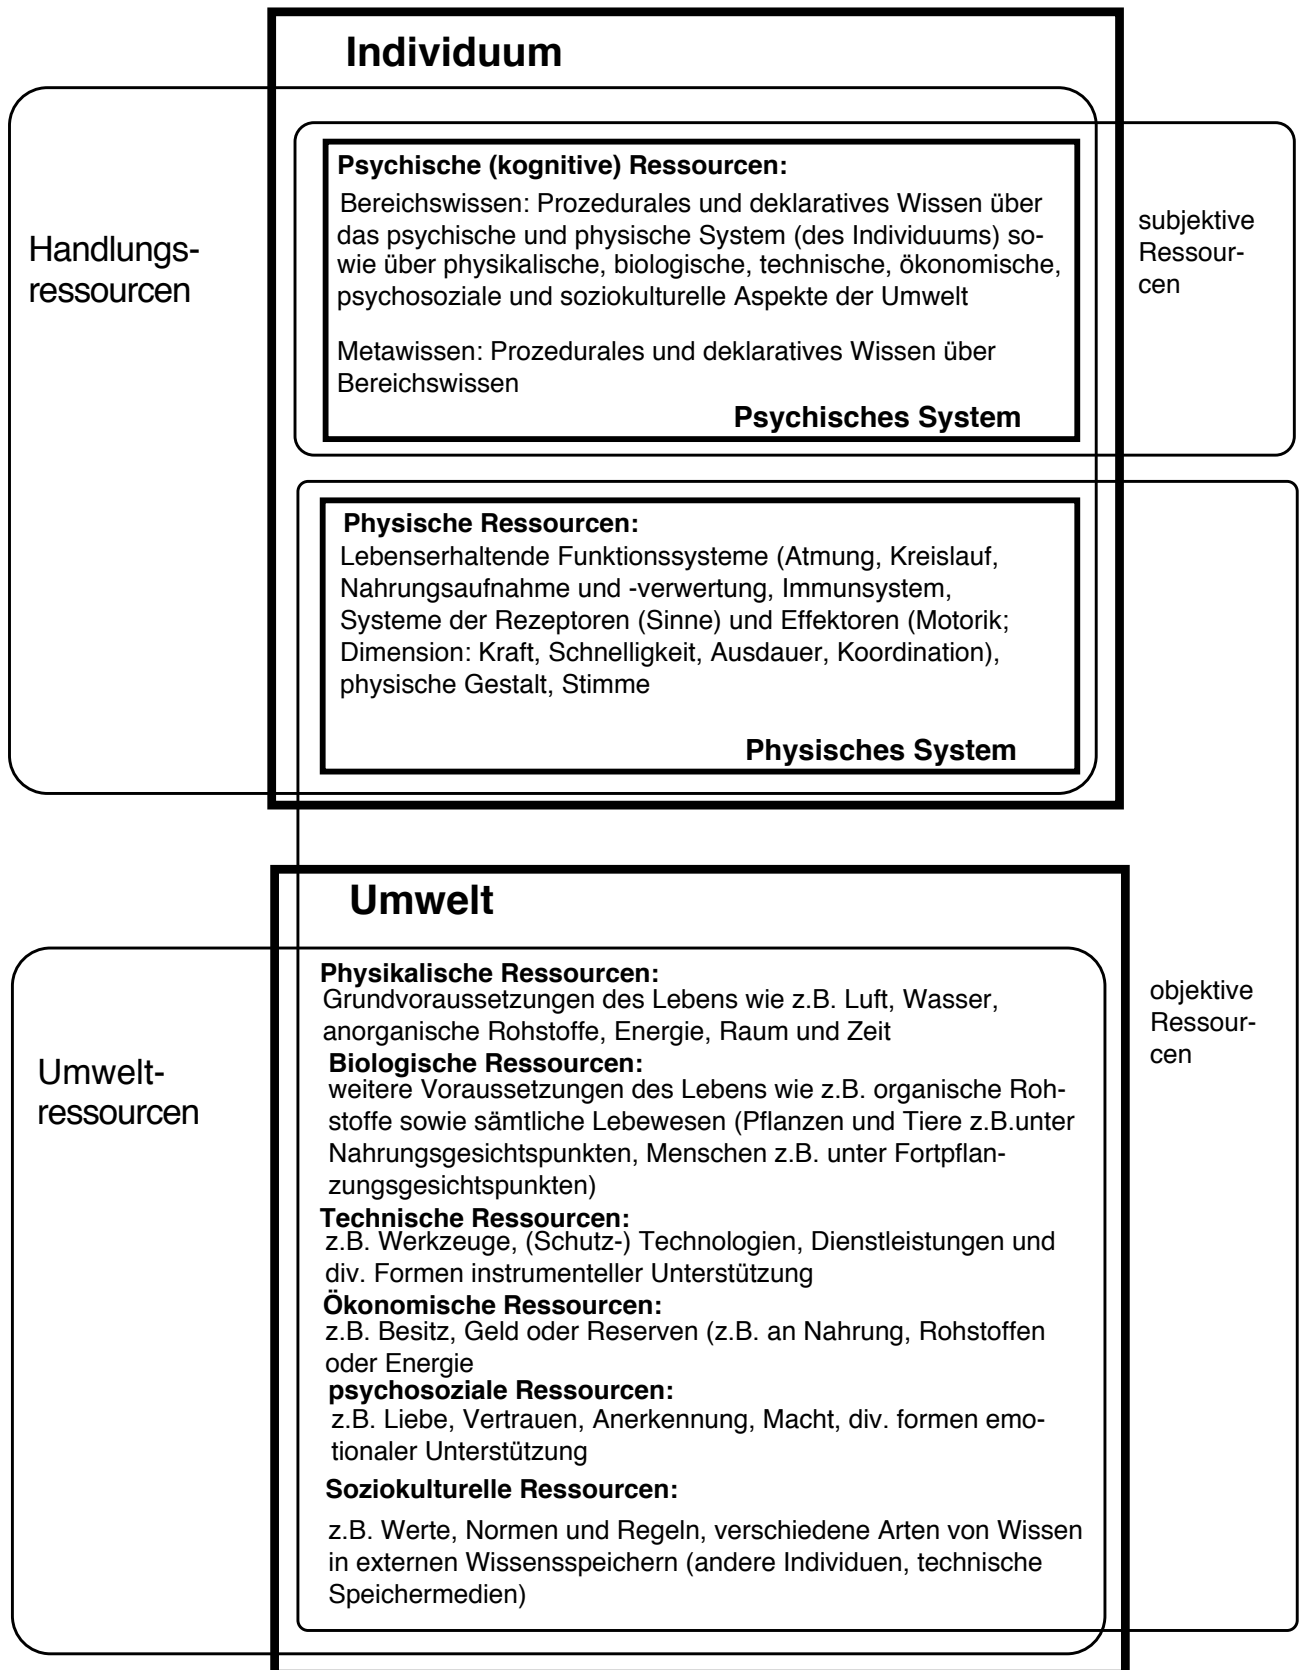 Individuum
Handlungs-
ressourcen
Psychische (kognitive) Ressourcen:
Bereichswissen: Prozedurales und deklaratives Wissen über
das psychische und physische System (des Individuums) so-
wie über physikalische, biologische, technische, ökonomische,
psychosoziale und soziokulturelle Aspekte der Umwelt
Metawissen: Prozedurales und deklaratives Wissen über
Bereichswissen
Psychisches System
subjektive
Ressour-
cen
Physische Ressourcen:
Lebenserhaltende Funktionssysteme (Atmung, Kreislauf,
Nahrungsaufnahme und -verwertung, Immunsystem,
Systeme der Rezeptoren (Sinne) und Effektoren (Motorik;
Dimension: Kraft, Schnelligkeit, Ausdauer, Koordination),
physische Gestalt, Stimme
Physisches System
Umwelt
Umwelt-
ressourcen
Physikalische Ressourcen:
Grundvoraussetzungen des Lebens wie z.B. Luft, Wasser,
anorganische Rohstoffe, Energie, Raum und Zeit
Biologische Ressourcen:
weitere Voraussetzungen des Lebens wie z.B. organische Roh-
stoffe sowie sämtliche Lebewesen (Pflanzen und Tiere z.B.unter
Nahrungsgesichtspunkten, Menschen z.B. unter Fortpflan-
zungsgesichtspunkten)
Technische Ressourcen:
z.B. Werkzeuge, (Schutz-) Technologien, Dienstleistungen und
div. Formen instrumenteller Unterstützung
Ökonomische Ressourcen:
z.B. Besitz, Geld oder Reserven (z.B. an Nahrung, Rohstoffen
oder Energie
psychosoziale Ressourcen:
z.B. Liebe, Vertrauen, Anerkennung, Macht, div. formen emo-
tionaler Unterstützung
Soziokulturelle Ressourcen:
z.B. Werte, Normen und Regeln, verschiedene Arten von Wissen
in externen Wissensspeichern (andere Individuen, technische
Speichermedien)
objektive
Ressour-
cen